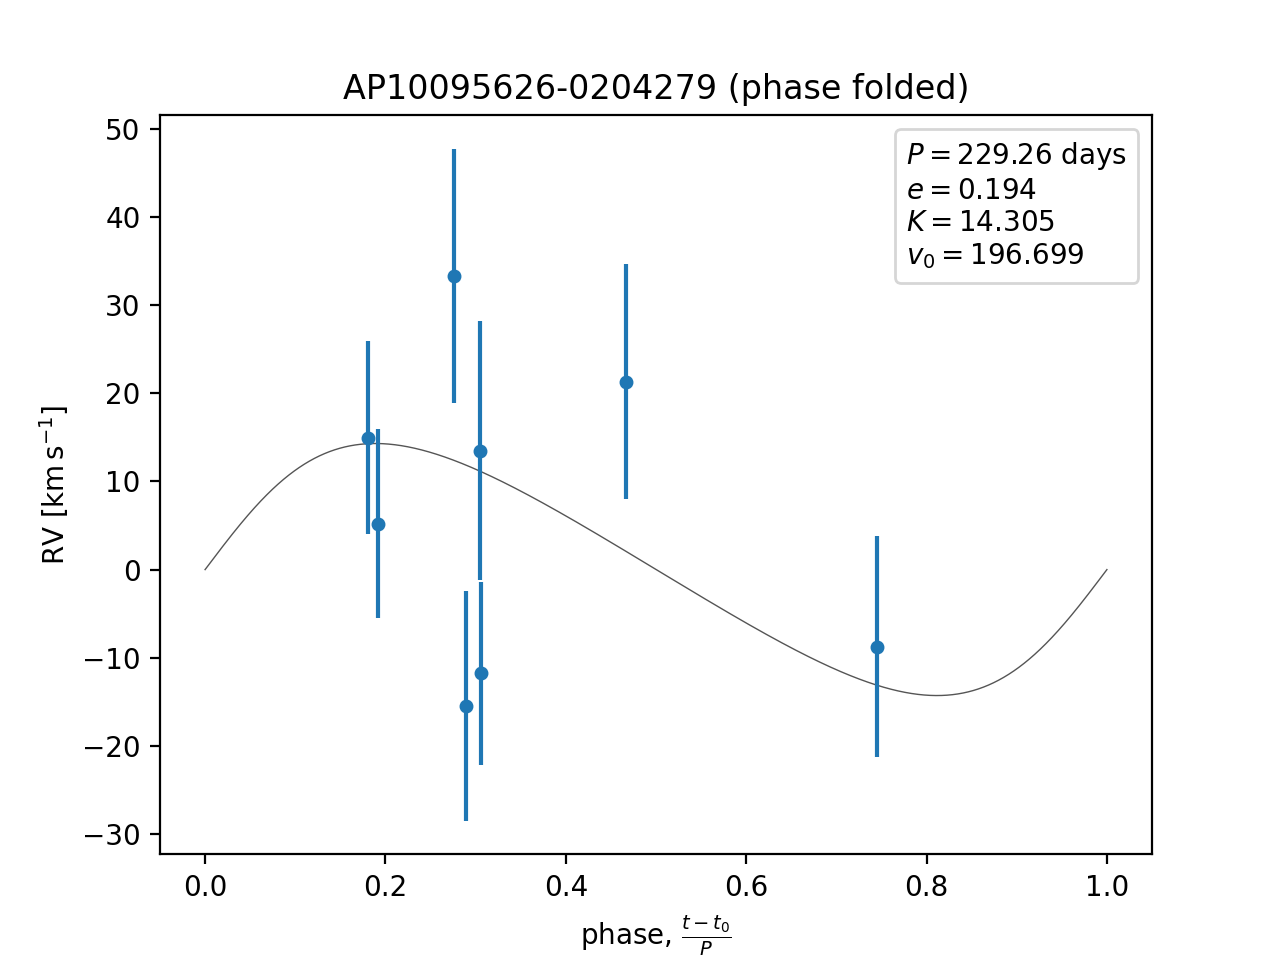 AP10095626-0204279 (phase folded)
P = 229.26 days
e = 0.194
K = 14.305
v₀ = 196.699
50
40
30
20
10
0
−10
−20
−30
RV [km s⁻¹]
0.0 0.2 0.4 0.6 0.8 1.0
phase, (t − t₀)/P